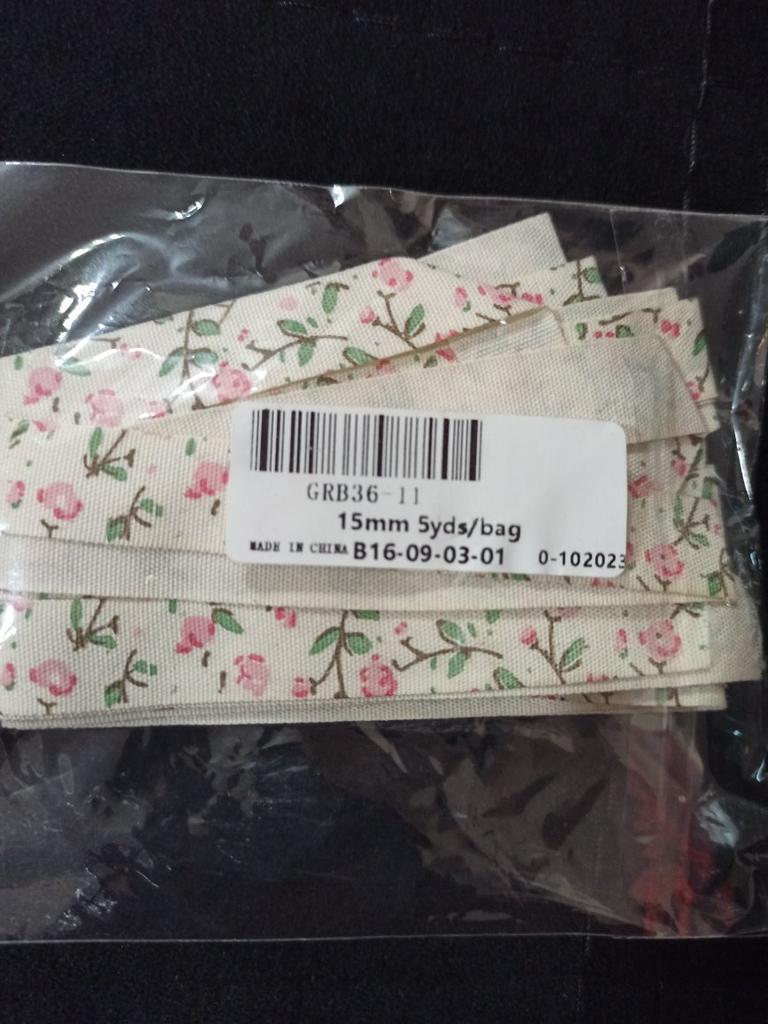 GRB36-11
15mm 5yds/bag
MADE IN CHINA B16-09-03-01 0-102023